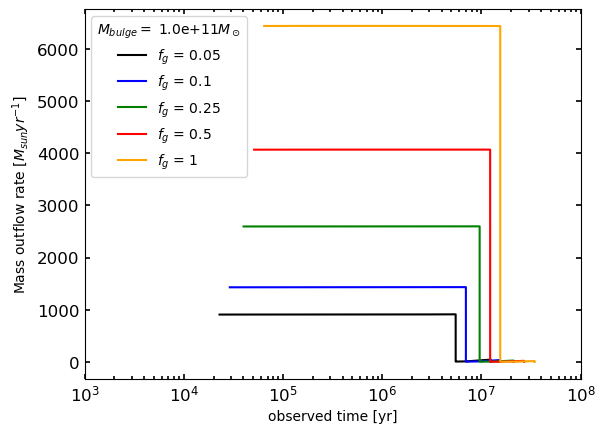 M_bulge = 1.0e+11M_⊙
f_g = 0.05
f_g = 0.1
f_g = 0.25
f_g = 0.5
f_g = 1
Mass outflow rate [M_sun yr^−1]
6000
5000
4000
3000
2000
1000
0
10^3 10^4 10^5 10^6 10^7 10^8
observed time [yr]